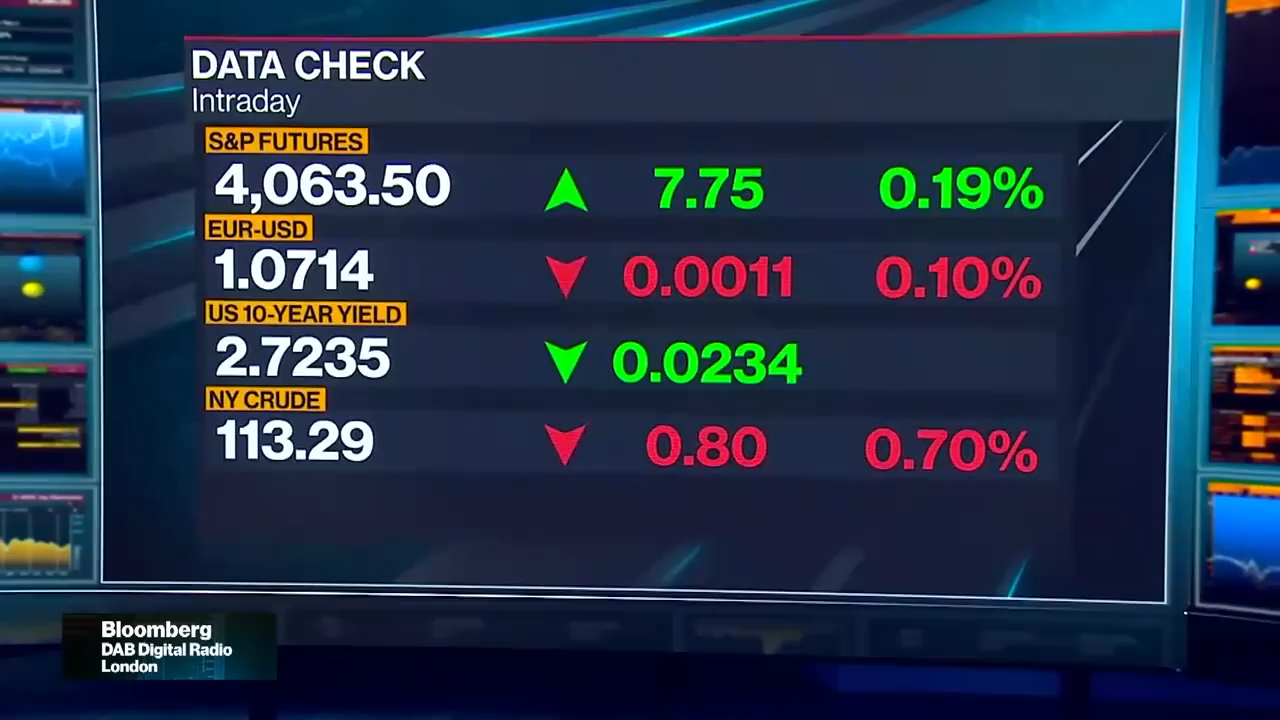 DATA CHECK
Intraday
S&P FUTURES
4,063.50 7.75 0.19%
EUR-USD
1.0714 0.0011 0.10%
US 10-YEAR YIELD
2.7235 0.0234
NY CRUDE
113.29 0.80 0.70%
Bloomberg
DAB Digital Radio
London